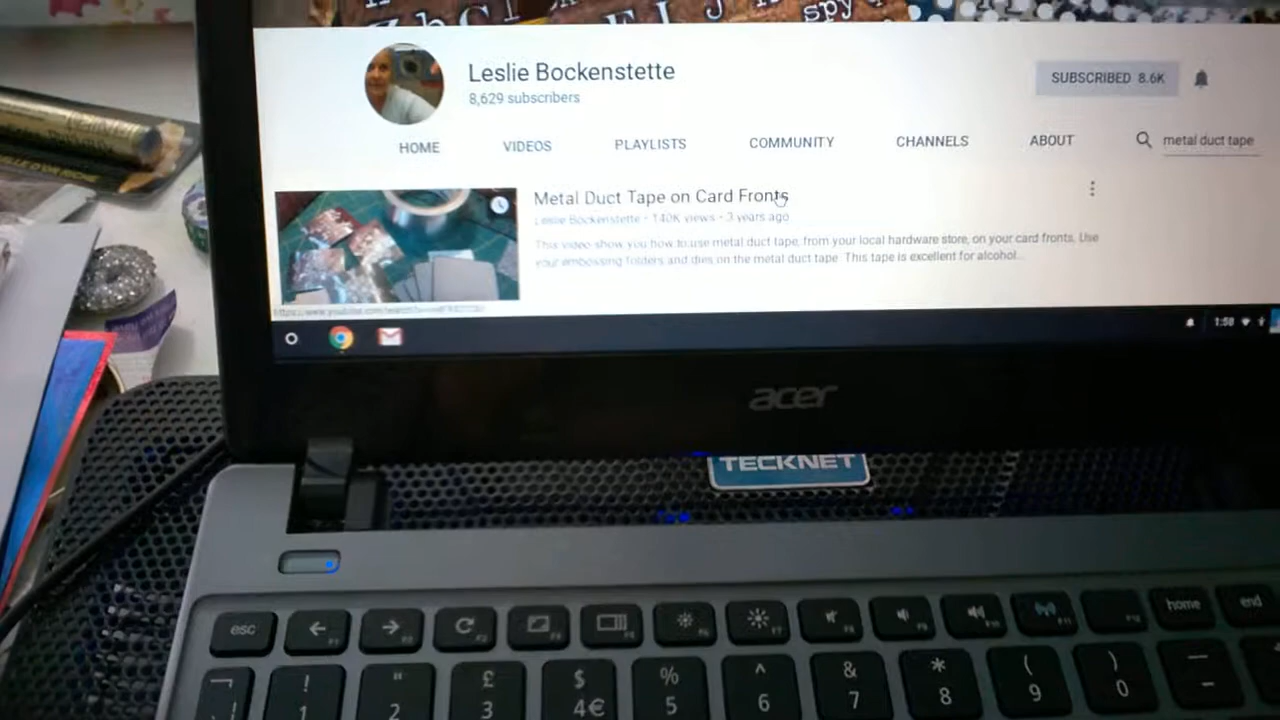 spy
Leslie Bockenstette
8,629 subscribers
SUBSCRIBED 8.6K
HOME VIDEOS PLAYLISTS COMMUNITY CHANNELS ABOUT metal duct tape
Metal Duct Tape on Card Fronts
Leslie Bockenstette • 140K views • 3 years ago
This video show you how to use metal duct tape, from your local hardware store, on your card fronts. Use
your embossing folders and dies on the metal duct tape. This tape is excellent for alcohol...
1:50
acer
TECKNET
esc home end
! " £ $ % ^ & * ( ) —
1 2 3 4€ 5 6 7 8 9 0 -